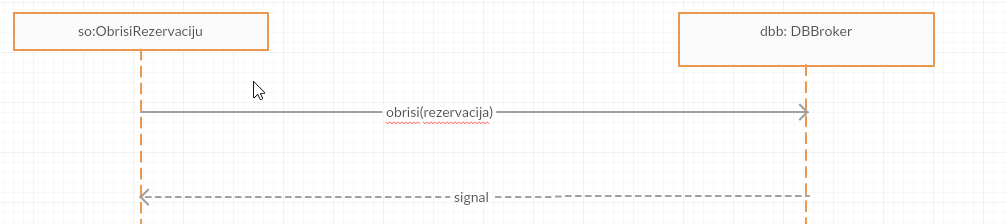 so:ObrisiRezervaciju
dbb: DBBroker
obrisi(rezervacija)
signal